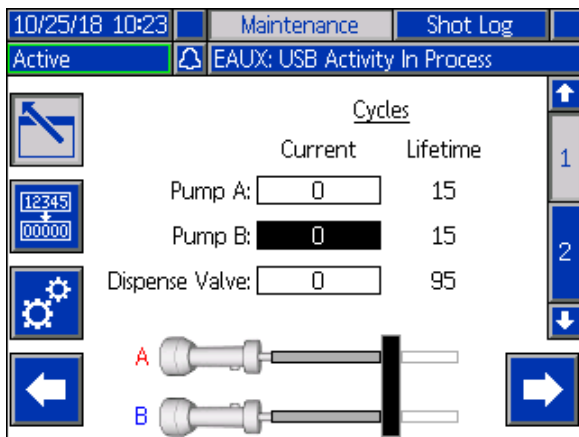 10/25/18 10:23 Maintenance Shot Log
Active EAUX: USB Activity In Process
Cycles
Current Lifetime
1
12345
00000
Pump A: 0 15
Pump B: 0 15
2
Dispense Valve: 0 95
A
B